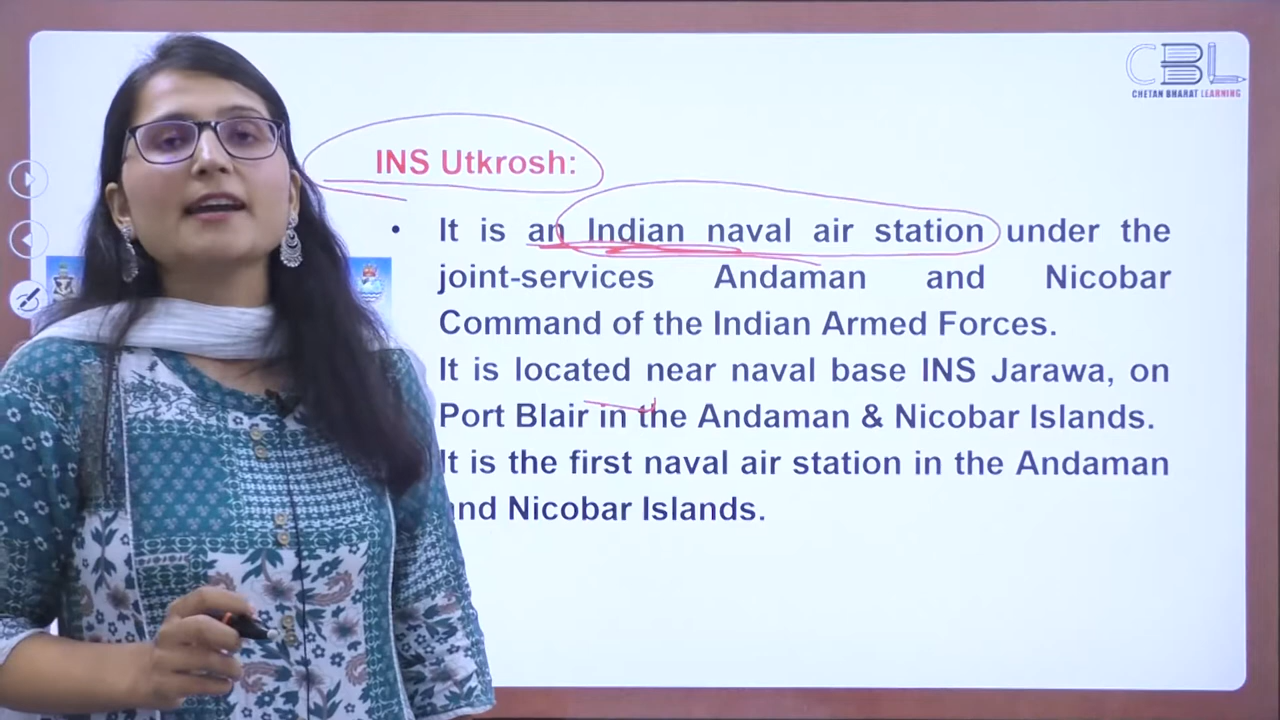 CBL
CHETAN BHARAT LEARNING
INS Utkrosh:
• It is an Indian naval air station under the
joint-services Andaman and Nicobar
Command of the Indian Armed Forces.
It is located near naval base INS Jarawa, on
Port Blair in the Andaman & Nicobar Islands.
It is the first naval air station in the Andaman
and Nicobar Islands.